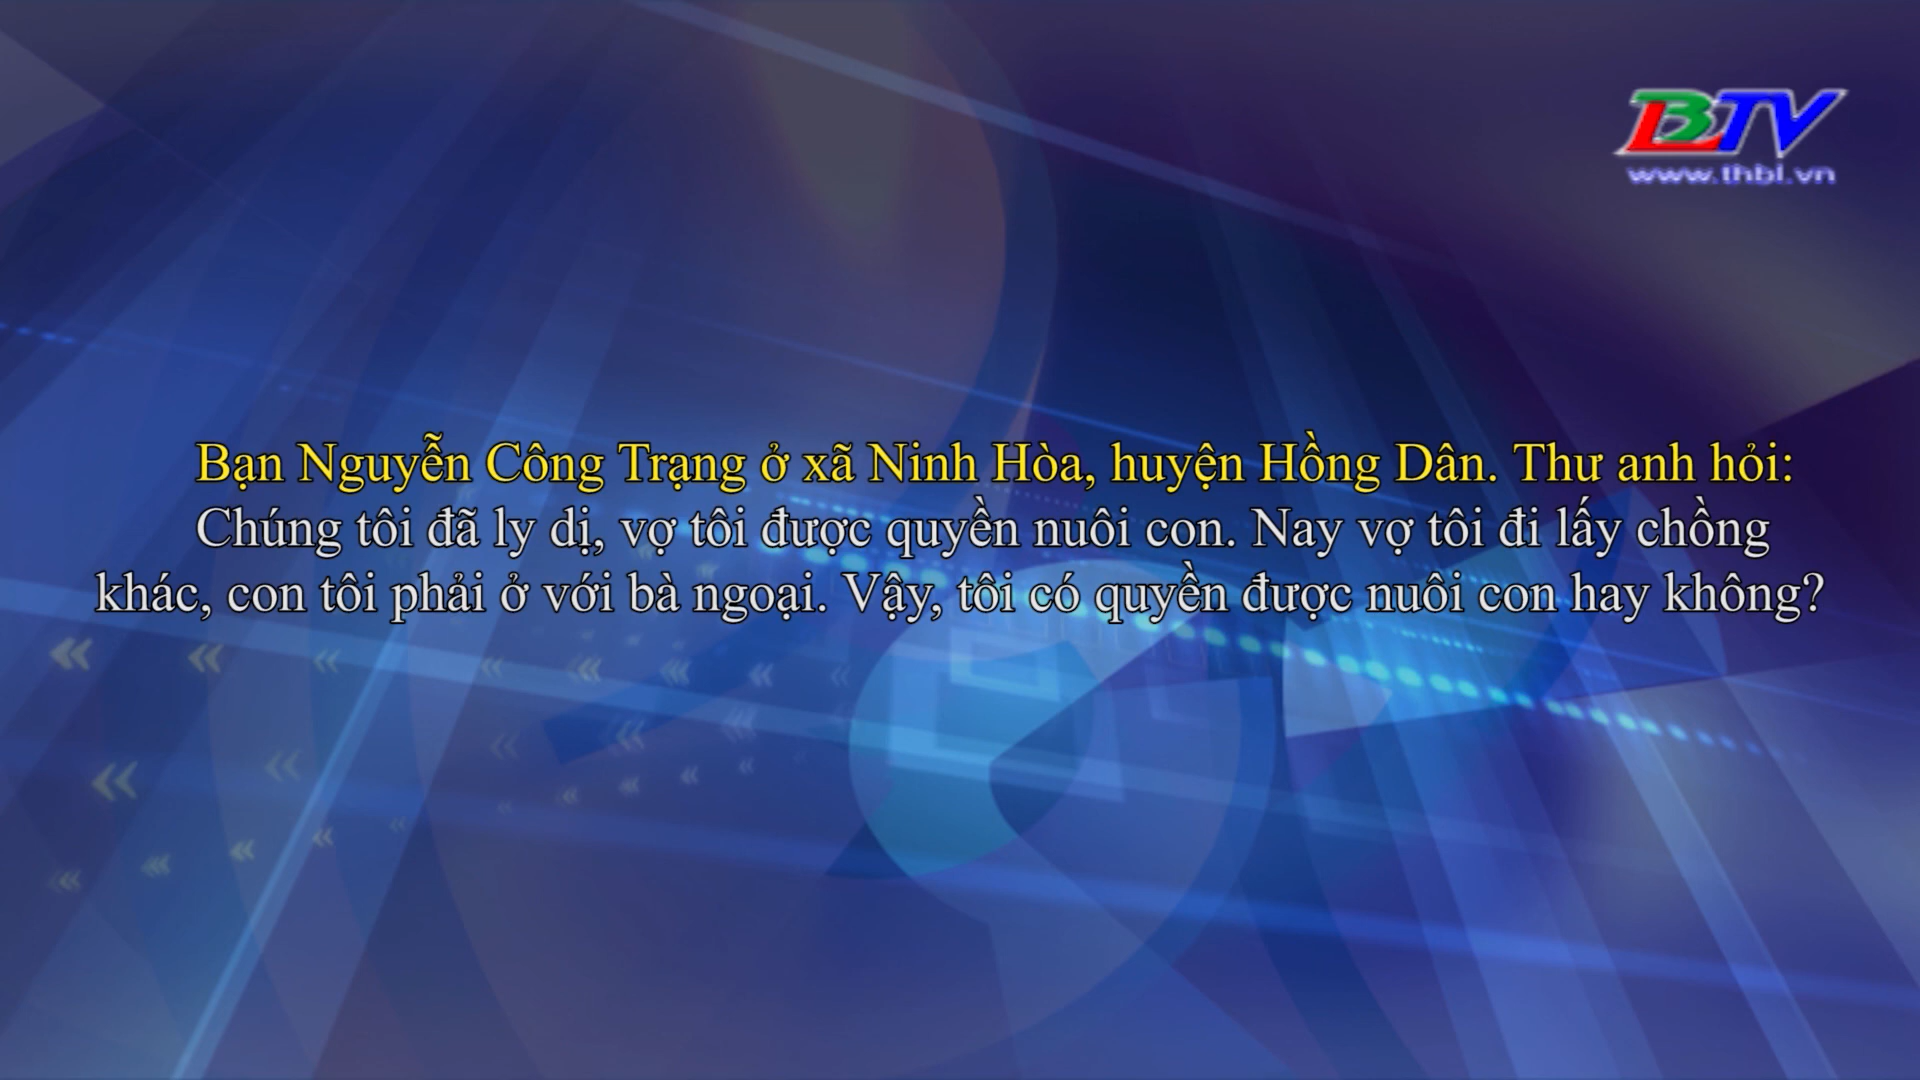 BTV
www.thbl.vn
Bạn Nguyễn Công Trạng ở xã Ninh Hòa, huyện Hồng Dân. Thư anh hỏi:
Chúng tôi đã ly dị, vợ tôi được quyền nuôi con. Nay vợ tôi đi lấy chồng
khác, con tôi phải ở với bà ngoại. Vậy, tôi có quyền được nuôi con hay không?